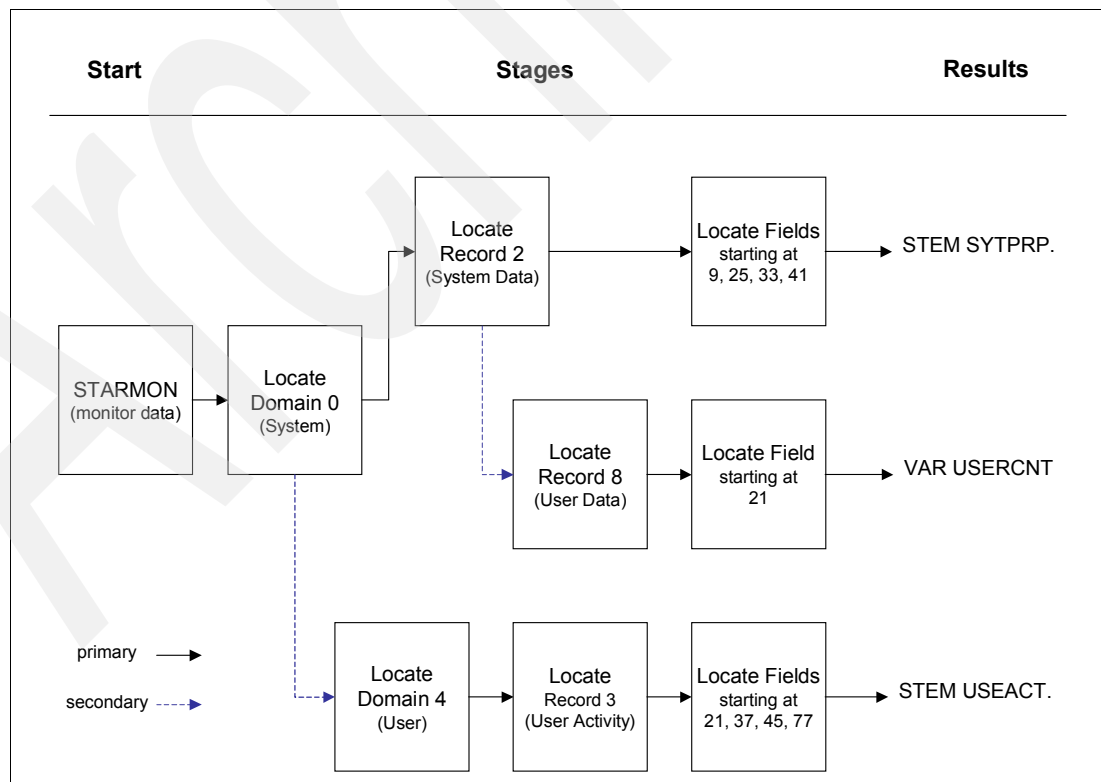 Start
Stages
Results
Locate
Record 2
(System Data)
Locate Fields
starting at
9, 25, 33, 41
STEM SYTPRP.
STARMON
(monitor data)
Locate
Domain 0
(System)
Locate
Record 8
(User Data)
Locate Field
starting at
21
VAR USERCNT
primary
secondary
Locate
Domain 4
(User)
Locate
Record 3
(User Activity)
Locate Fields
starting at
21, 37, 45, 77
STEM USEACT.